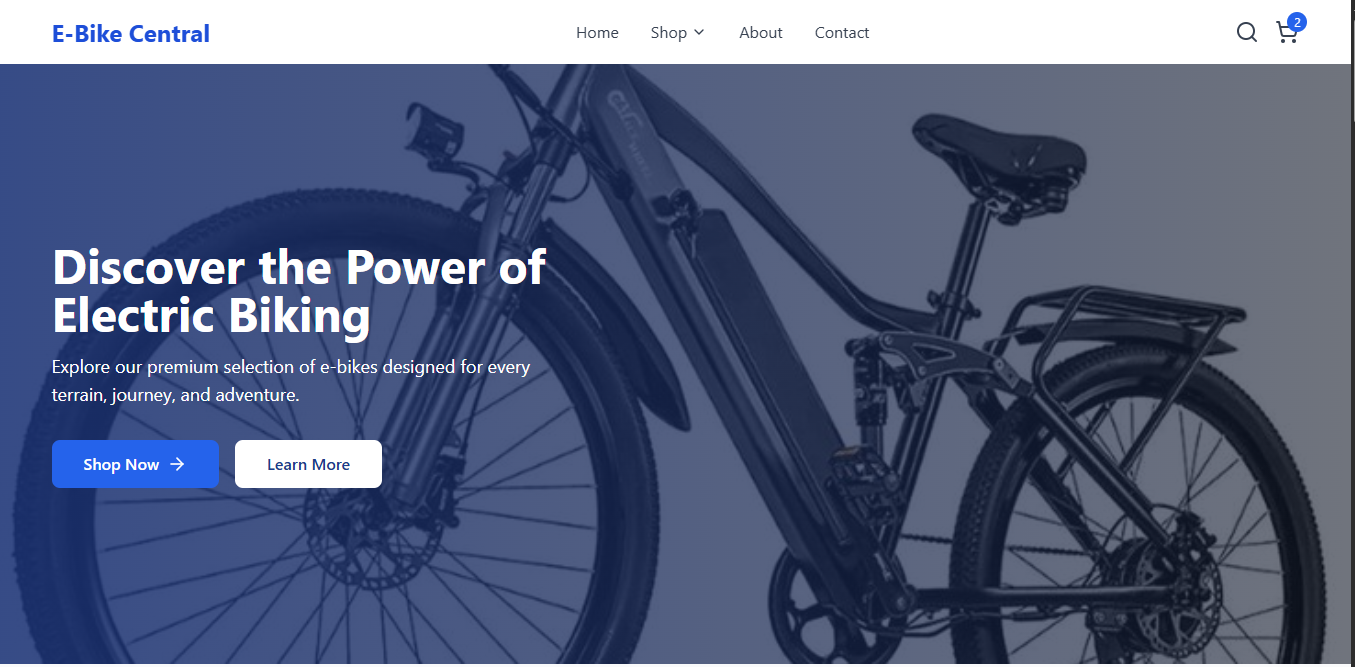 E-Bike Central
Home Shop About Contact
2
Discover the Power of
Electric Biking
Explore our premium selection of e-bikes designed for every
terrain, journey, and adventure.
Shop Now
Learn More